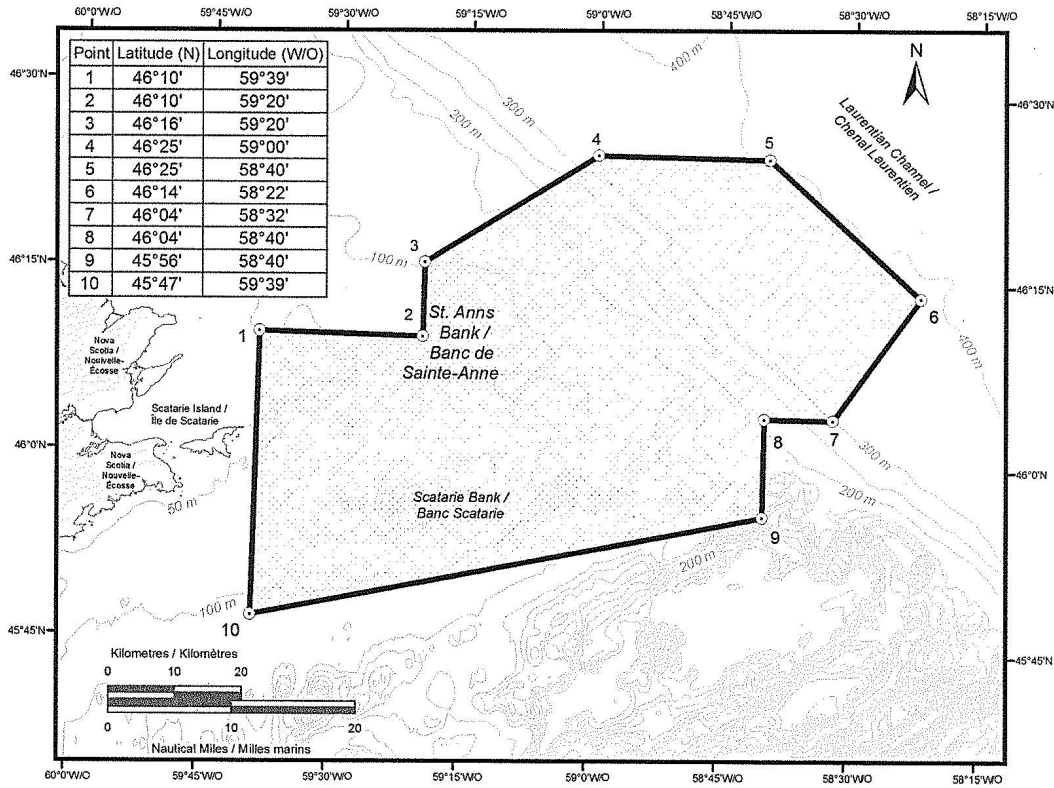 60°0'W/O 59°45'W/O 59°30'W/O 59°15'W/O 59°0'W/O 58°45'W/O 58°30'W/O 58°15'W/O
Point Latitude (N) Longitude (W/O)
1 46°10' 59°39'
2 46°10' 59°20'
3 46°16' 59°20'
4 46°25' 59°00'
5 46°25' 58°40'
6 46°14' 58°22'
7 46°04' 58°32'
8 46°04' 58°40'
9 45°56' 58°40'
10 45°47' 59°39'
N
46°30'N
46°30'N
400 m
300 m
200 m
Laurentian Channel /
Chenal Laurentien
4
5
3
100 m
46°15'N
46°15'N
2
1
6
St. Anns
Bank /
Banc de
Sainte-Anne
400 m
Nova
Scotia /
Nouvelle-
Écosse
Scatarie Island /
Île de Scatarie
8
7
46°0'N
46°0'N
Nova
Scotia /
Nouvelle-
Écosse
300 m
200 m
50 m
Scatarie Bank /
Banc Scatarie
9
200 m
100 m
10
45°45'N
45°45'N
Kilometres / Kilomètres
0 10 20
0 10 20
Nautical Miles / Milles marins
60°0'W/O 59°45'W/O 59°30'W/O 59°15'W/O 59°0'W/O 58°45'W/O 58°30'W/O 58°15'W/O